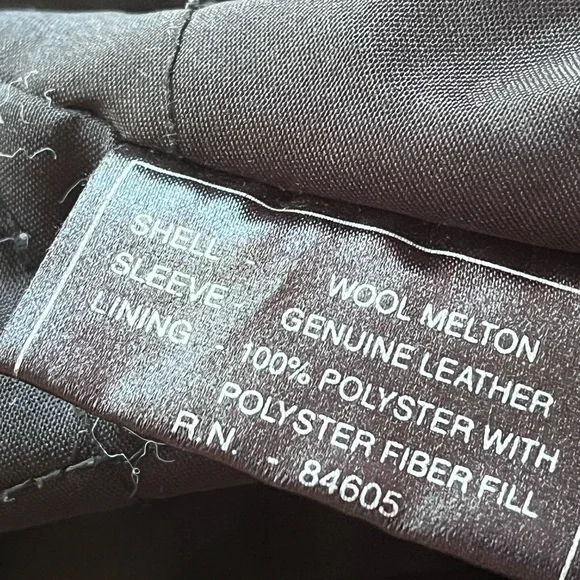 SHELL - WOOL MELTON
SLEEVE - GENUINE LEATHER
LINING - 100% POLYSTER WITH
POLYSTER FIBER FILL
R.N. - 84605